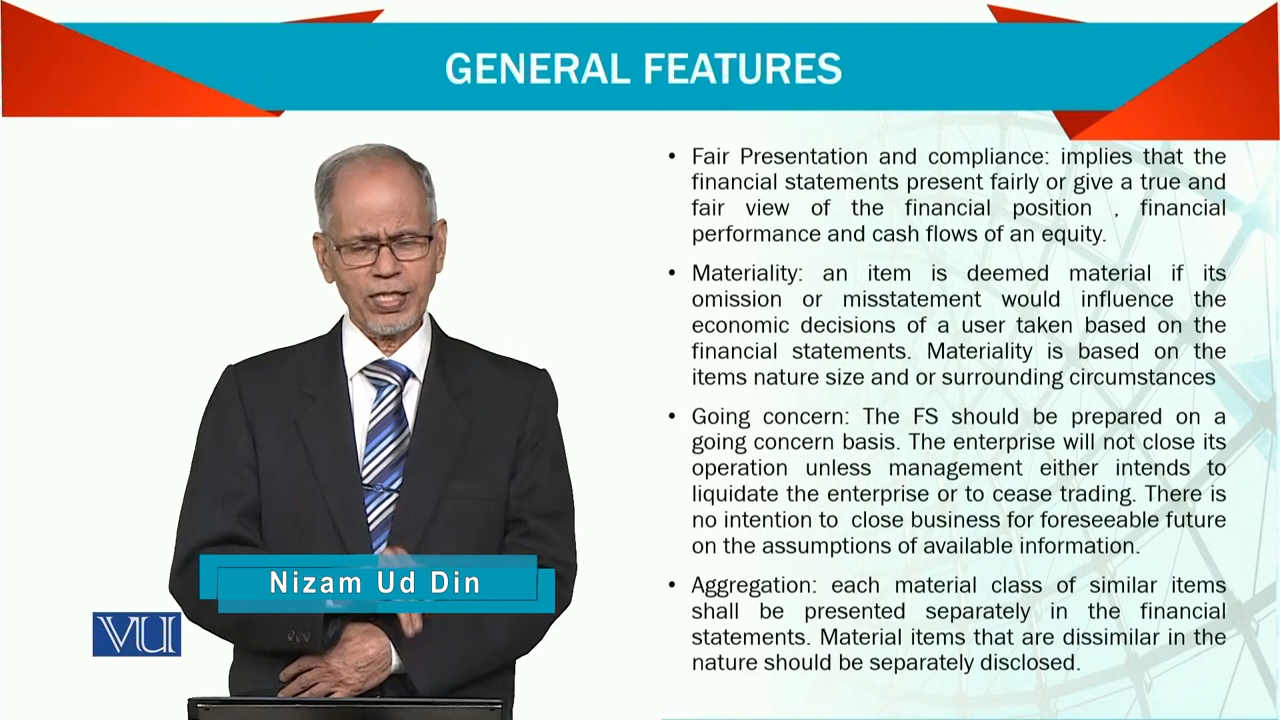 GENERAL FEATURES
• Fair Presentation and compliance: implies that the
financial statements present fairly or give a true and
fair view of the financial position , financial
performance and cash flows of an equity.
• Materiality: an item is deemed material if its
omission or misstatement would influence the
economic decisions of a user taken based on the
financial statements. Materiality is based on the
items nature size and or surrounding circumstances
• Going concern: The FS should be prepared on a
going concern basis. The enterprise will not close its
operation unless management either intends to
liquidate the enterprise or to cease trading. There is
no intention to close business for foreseeable future
on the assumptions of available information.
• Aggregation: each material class of similar items
shall be presented separately in the financial
statements. Material items that are dissimilar in the
nature should be separately disclosed.
Nizam Ud Din
VU